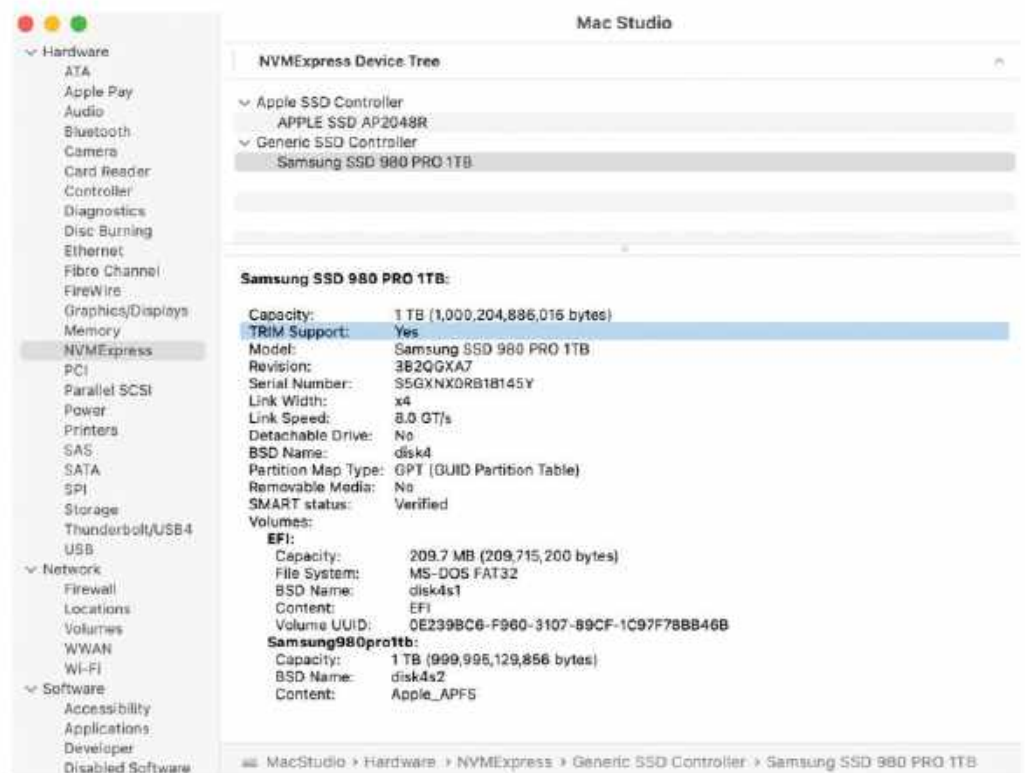 Mac Studio
Hardware
ATA
Apple Pay
Audio
Bluetooth
Camera
Card Reader
Controller
Diagnostics
Disc Burning
Ethernet
Fibre Channel
FireWire
Graphics/Displays
Memory
NVMExpress
PCI
Parallel SCSI
Power
Printers
SAS
SATA
SPI
Storage
Thunderbolt/USB4
USB
Network
Firewall
Locations
Volumes
WWAN
Wi-Fi
Software
Accessibility
Applications
Developer
Disabled Software
NVMExpress Device Tree
Apple SSD Controller
APPLE SSD AP2048R
Generic SSD Controller
Samsung SSD 980 PRO 1TB
Samsung SSD 980 PRO 1TB:
Capacity: 1 TB (1,000,204,886,016 bytes)
TRIM Support: Yes
Model: Samsung SSD 980 PRO 1TB
Revision: 3B2QGXA7
Serial Number: S5GXNX0RB18145Y
Link Width: x4
Link Speed: 8.0 GT/s
Detachable Drive: No
BSD Name: disk4
Partition Map Type: GPT (GUID Partition Table)
Removable Media: No
SMART status: Verified
Volumes:
EFI:
Capacity: 209.7 MB (209,715,200 bytes)
File System: MS-DOS FAT32
BSD Name: disk4s1
Content: EFI
Volume UUID: 0E239BC6-F960-3107-89CF-1C97F78BB46B
Samsung980pro1tb:
Capacity: 1 TB (999,995,129,856 bytes)
BSD Name: disk4s2
Content: Apple_APFS
MacStudio › Hardware › NVMExpress › Generic SSD Controller › Samsung SSD 980 PRO 1TB